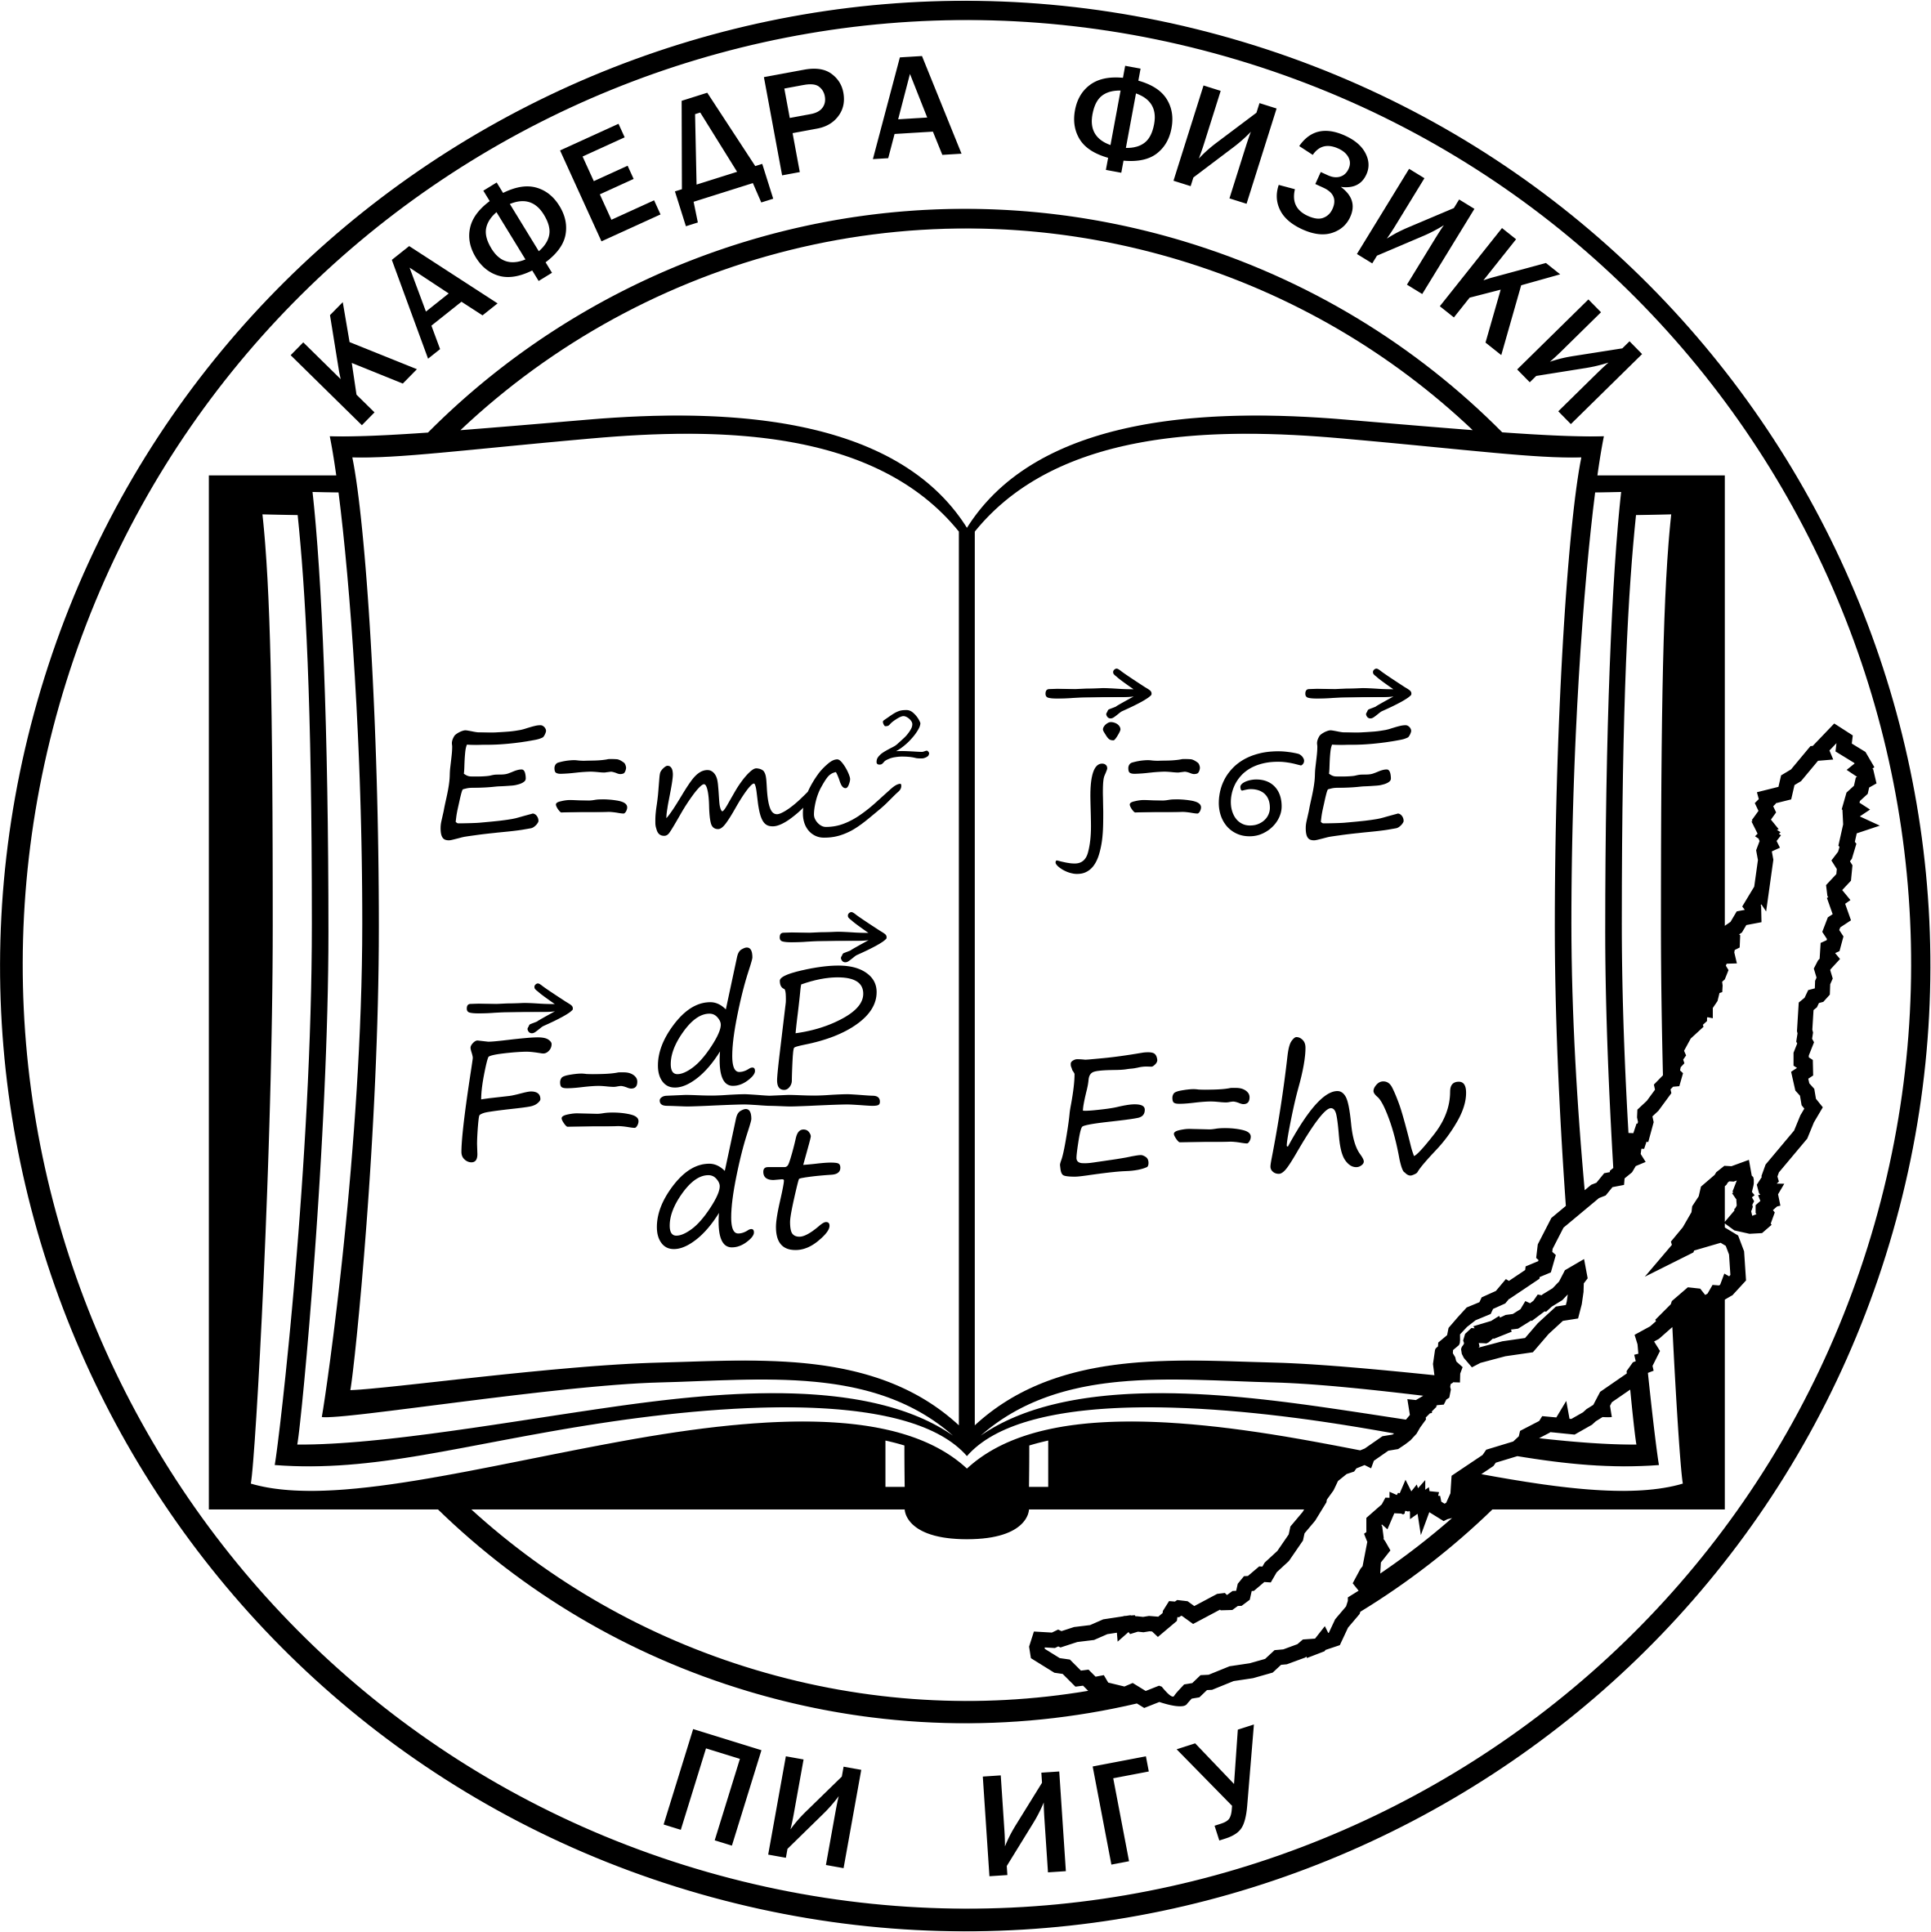 КАФЕДРА ФИЗИКИ
E=mc²
F⃗=dP⃗/dt
J⃗=σE⃗
E=hν
ПИ ИГУ